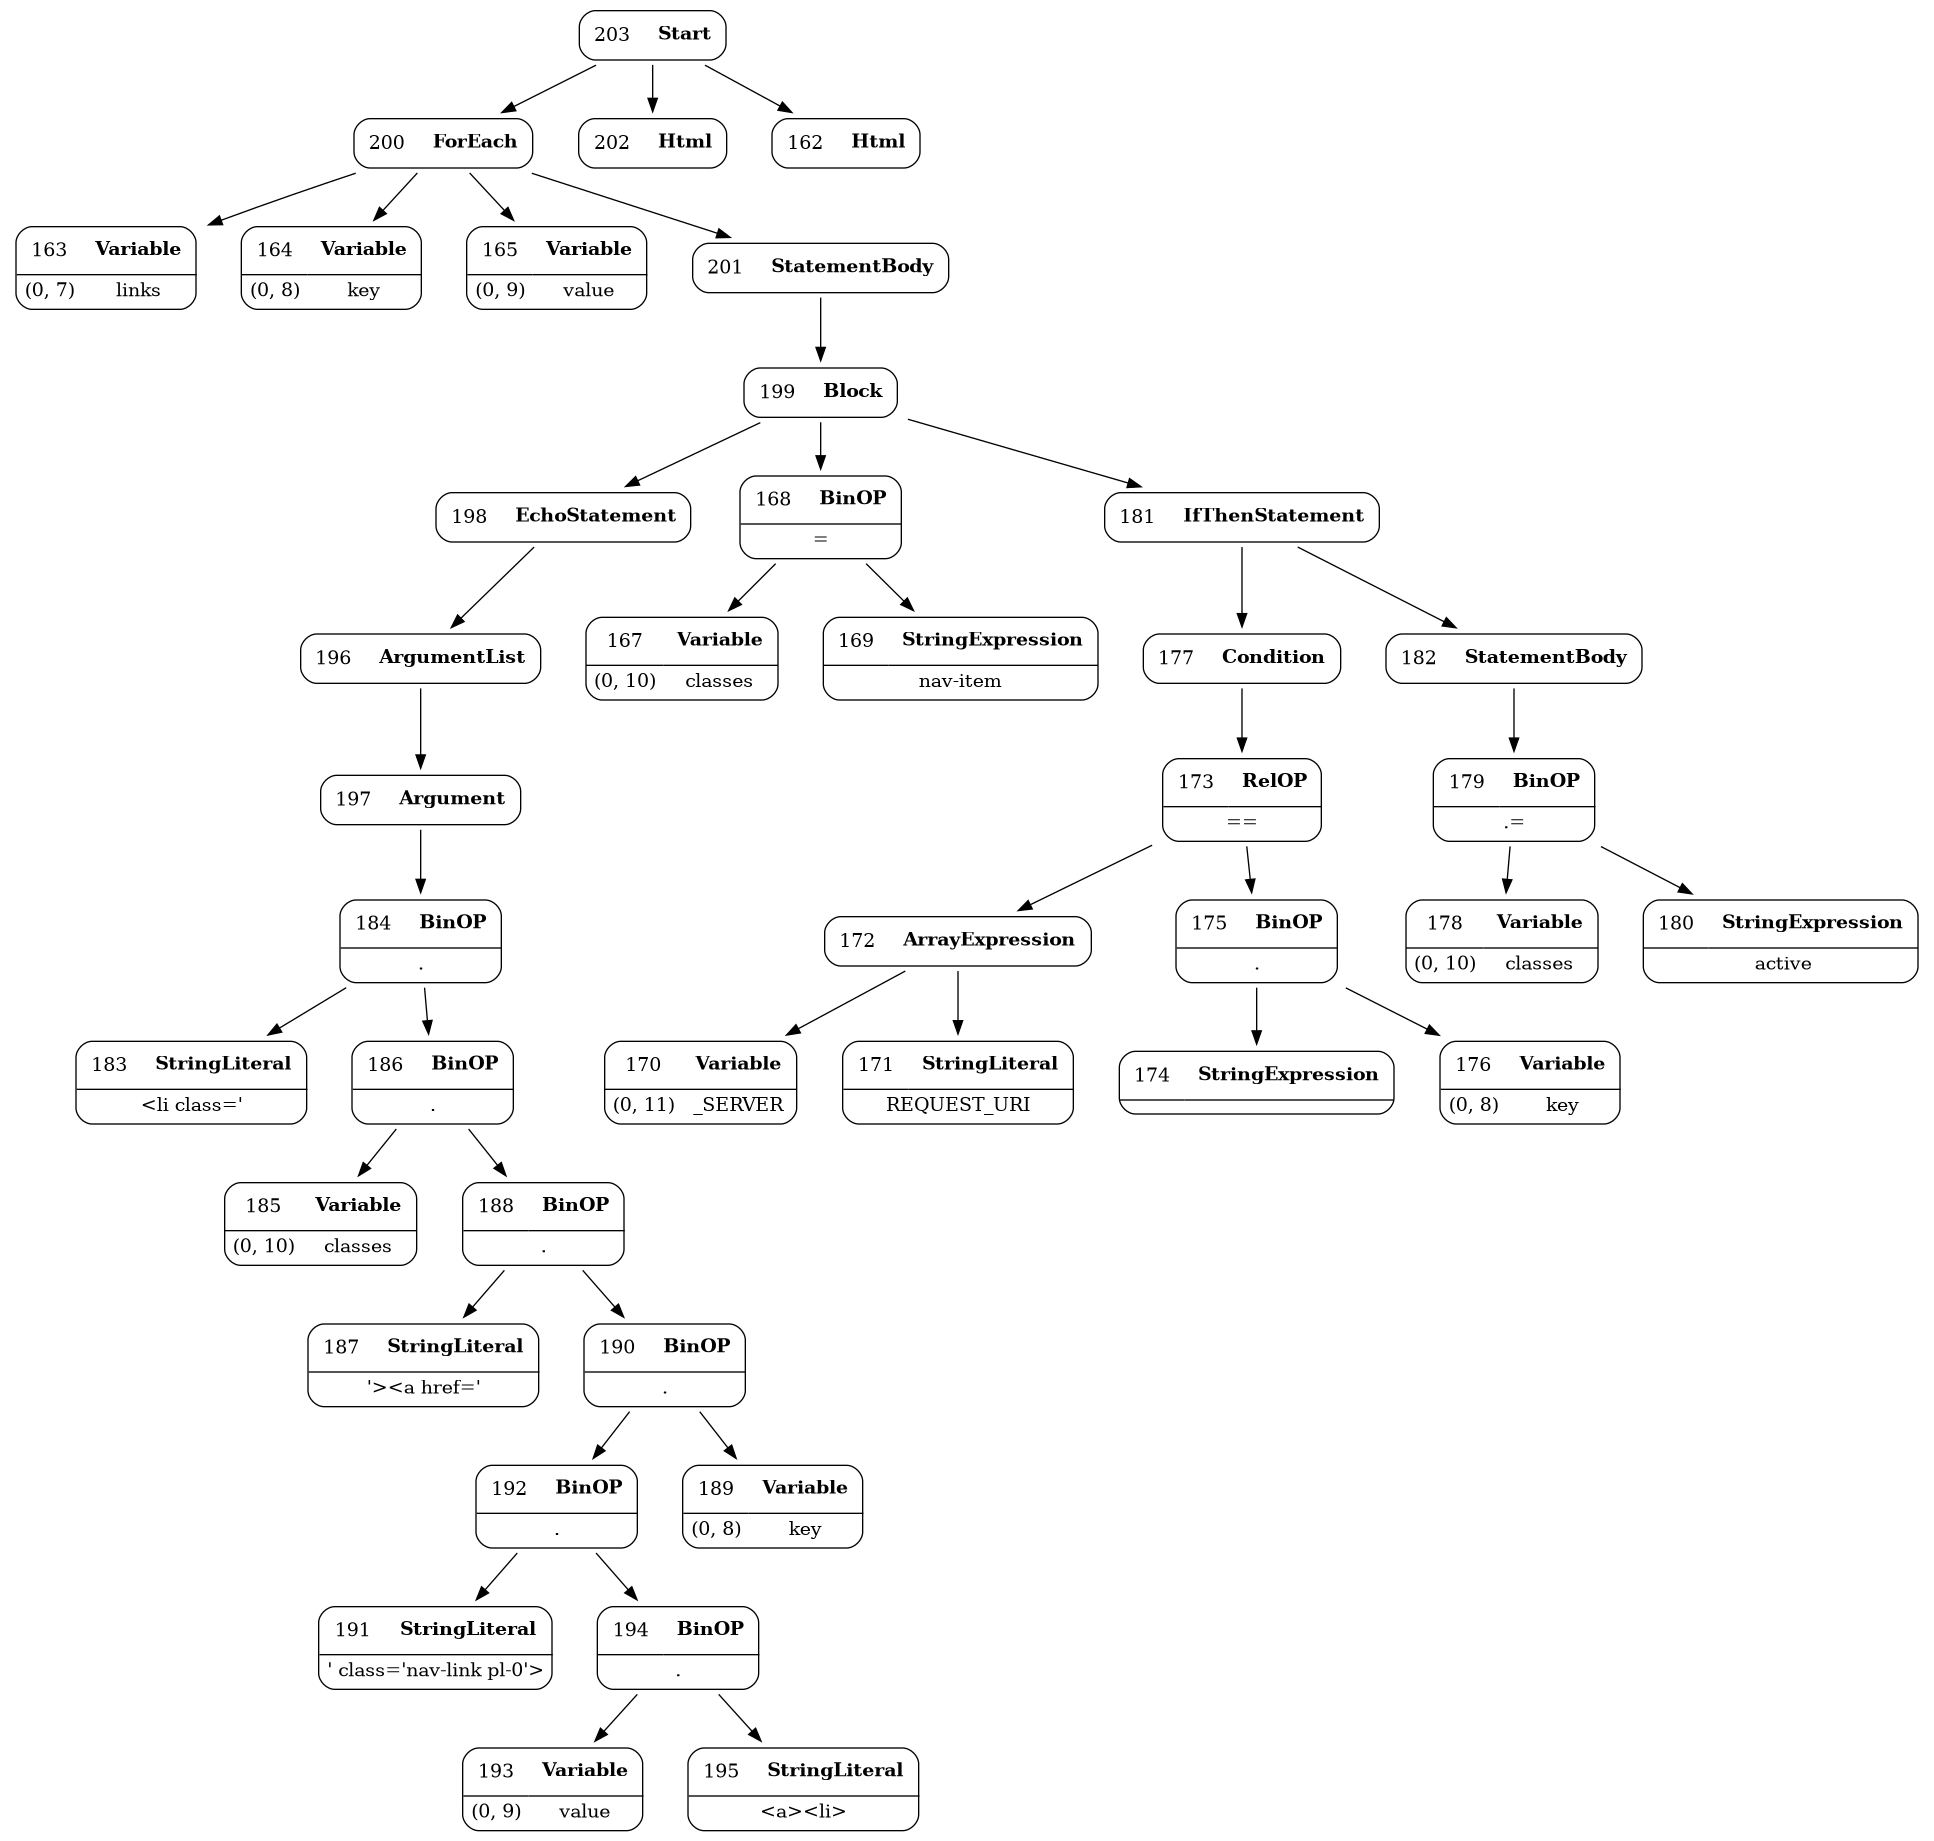 203 Start
200 ForEach
202 Html
162 Html
163 Variable
(0, 7) links
164 Variable
(0, 8) key
165 Variable
(0, 9) value
201 StatementBody
199 Block
198 EchoStatement
168 BinOP
=
181 IfThenStatement
196 ArgumentList
167 Variable
(0, 10) classes
169 StringExpression
nav-item
177 Condition
182 StatementBody
197 Argument
173 RelOP
==
179 BinOP
.=
184 BinOP
.
172 ArrayExpression
175 BinOP
.
178 Variable
(0, 10) classes
180 StringExpression
active
183 StringLiteral
<li class='
186 BinOP
.
170 Variable
(0, 11) _SERVER
171 StringLiteral
REQUEST_URI
174 StringExpression
176 Variable
(0, 8) key
185 Variable
(0, 10) classes
188 BinOP
.
187 StringLiteral
'><a href='
190 BinOP
.
192 BinOP
.
189 Variable
(0, 8) key
191 StringLiteral
' class='nav-link pl-0'>
194 BinOP
.
193 Variable
(0, 9) value
195 StringLiteral
<a><li>